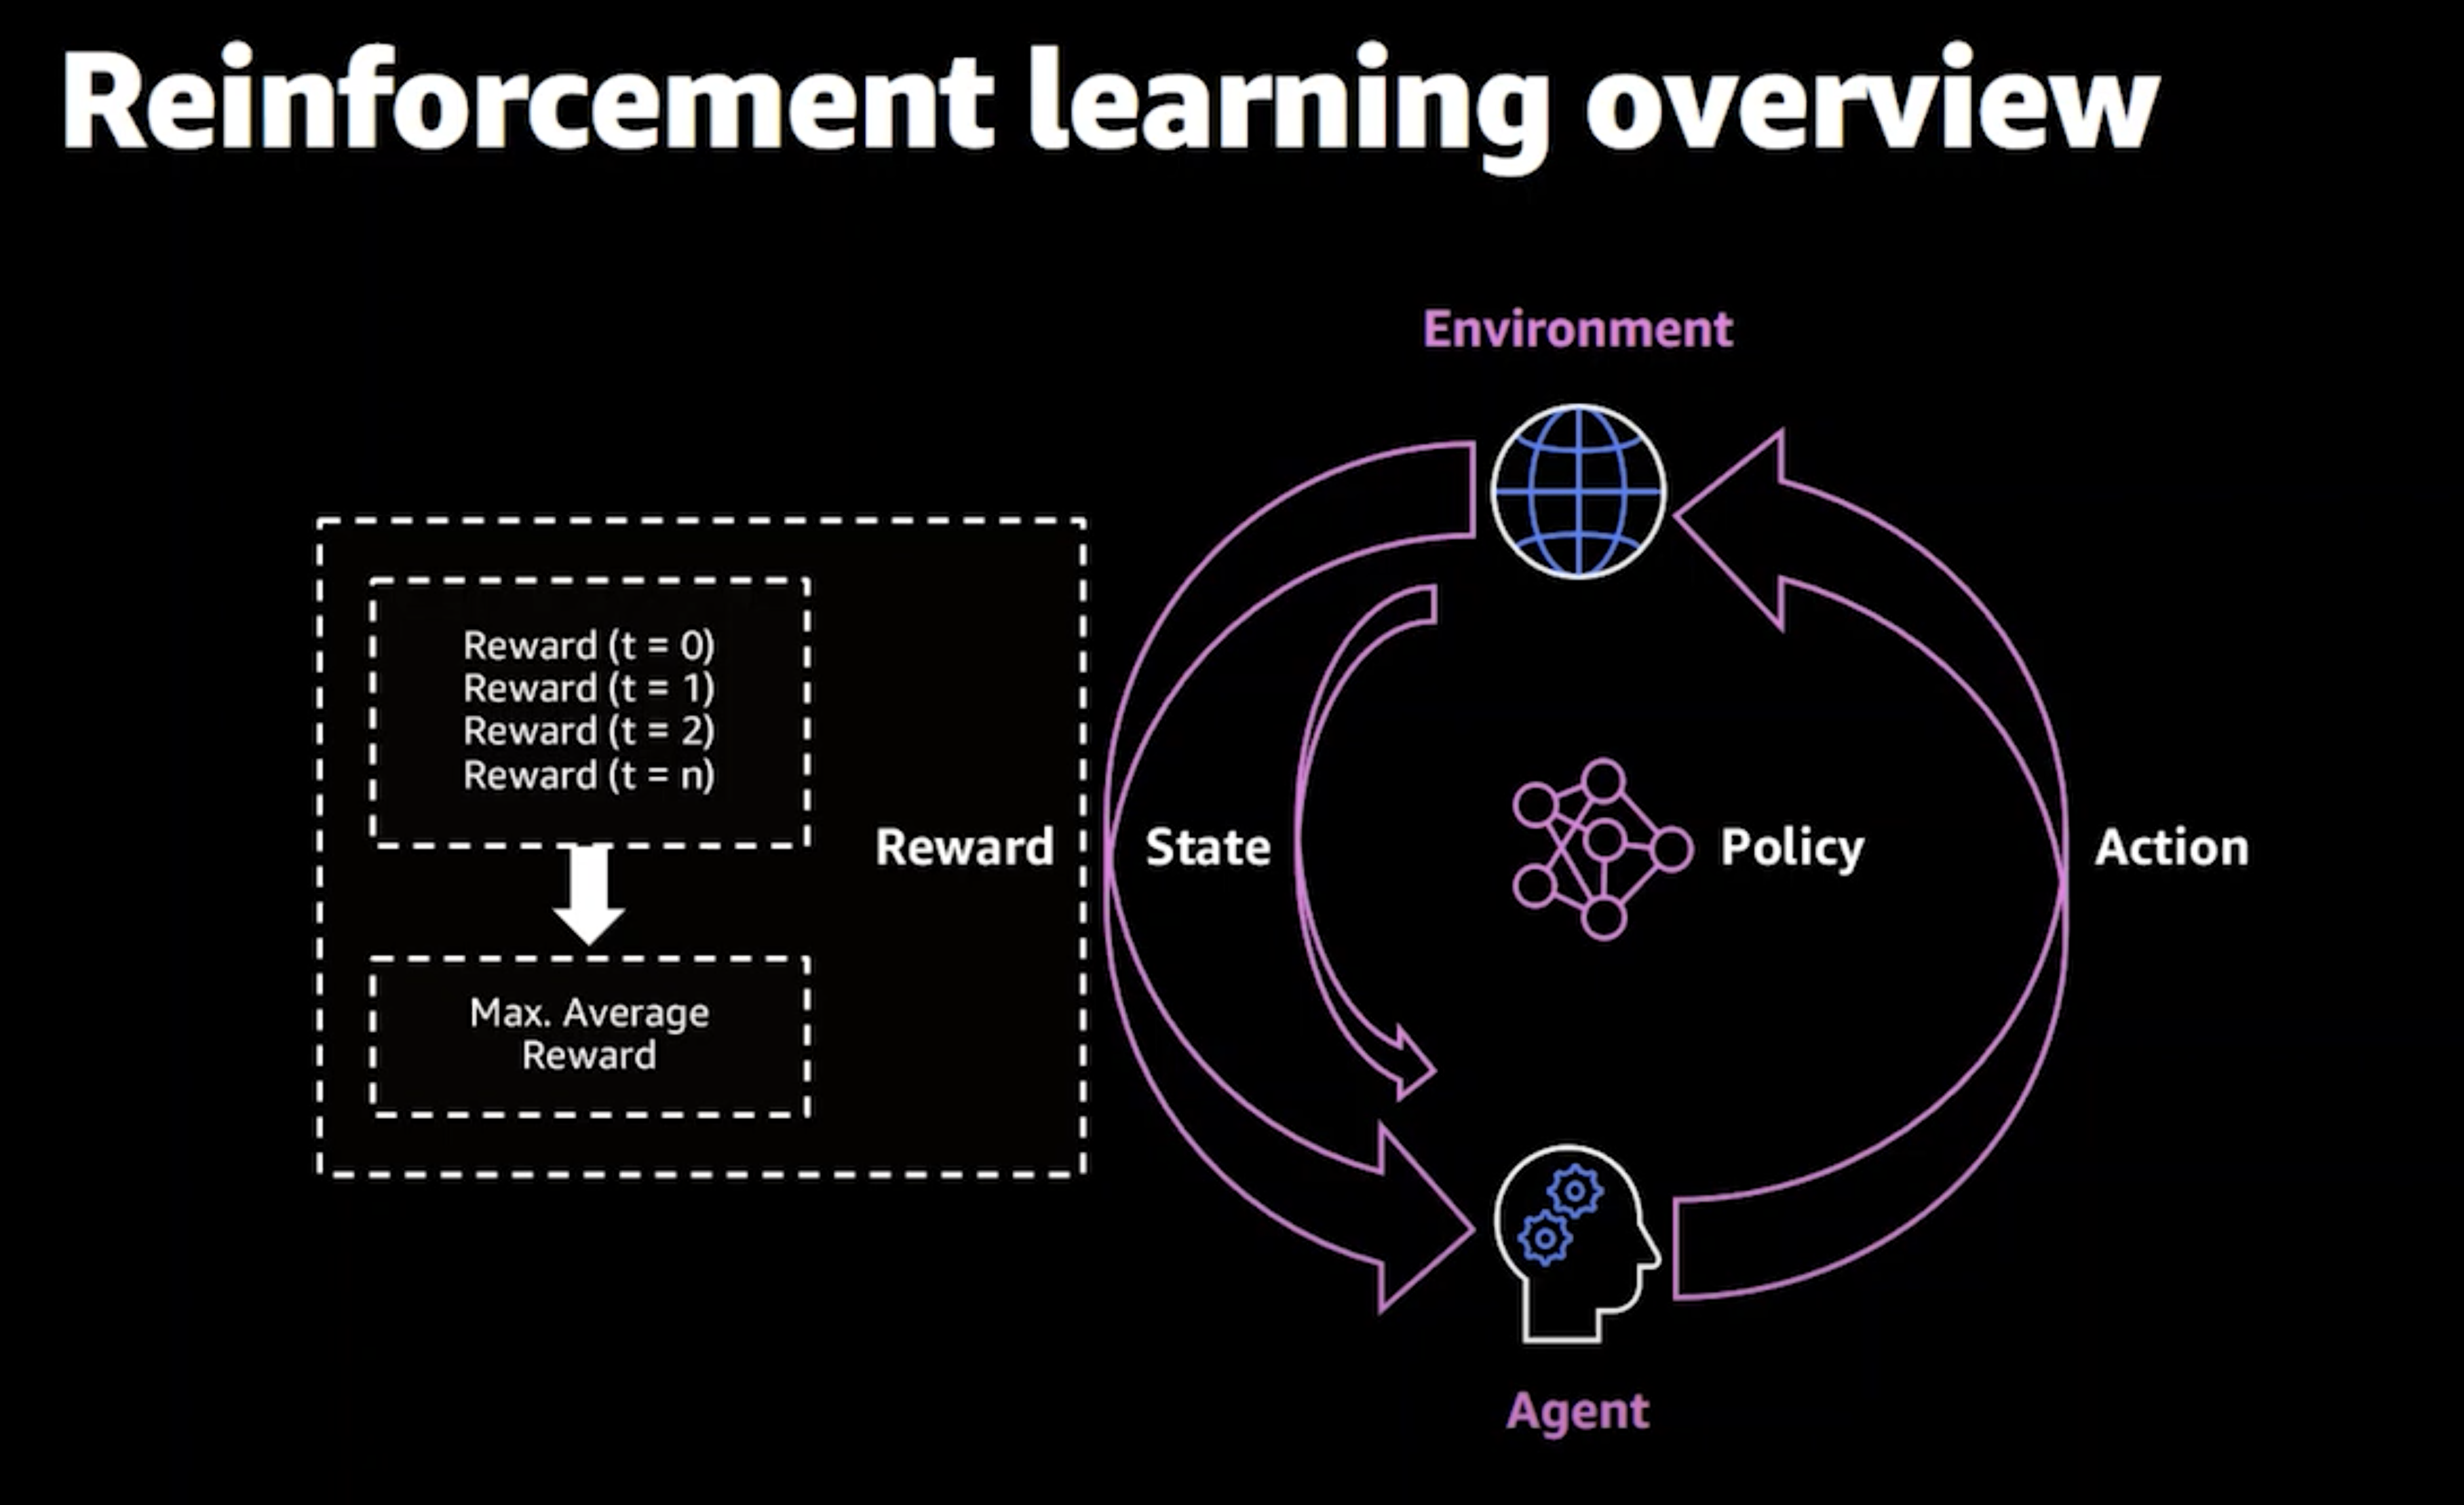 Reinforcement learning overview
Environment
Reward (t = 0)
Reward (t = 1)
Reward (t = 2)
Reward (t = n)
Reward
State
Policy
Action
Max. Average
Reward
Agent